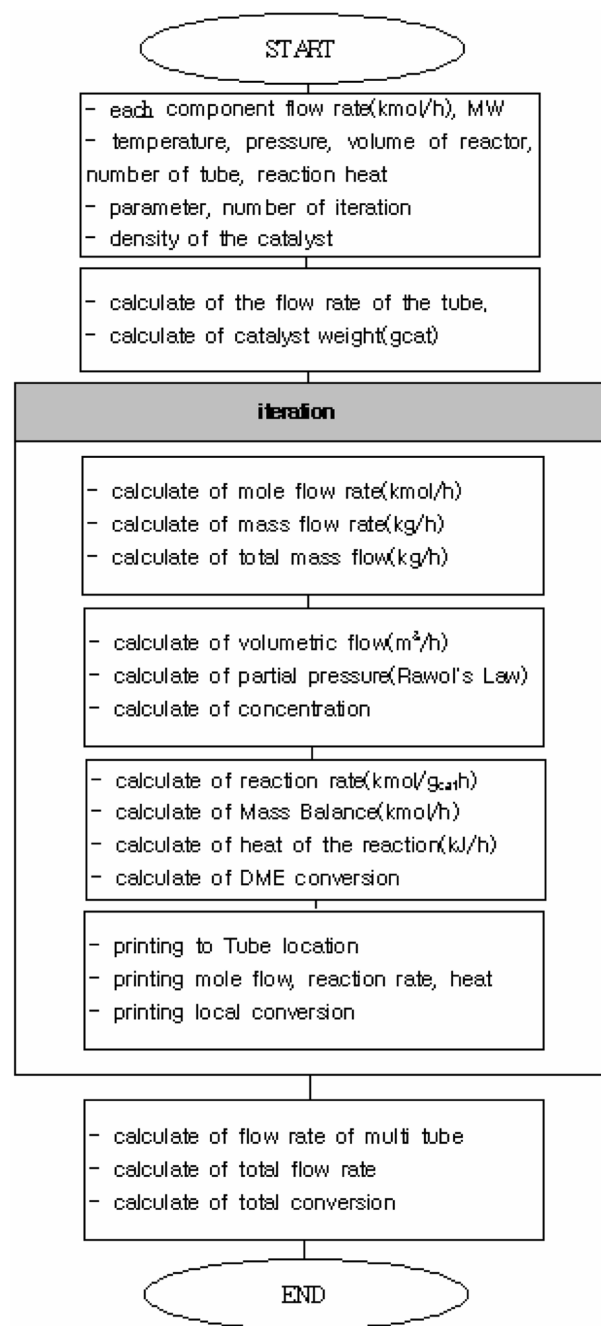 START
- each component flow rate(kmol/h), MW
- temperature, pressure, volume of reactor,
number of tube, reaction heat
- parameter, number of iteration
- density of the catalyst
- calculate of the flow rate of the tube,
- calculate of catalyst weight(gcat)
iteration
- calculate of mole flow rate(kmol/h)
- calculate of mass flow rate(kg/h)
- calculate of total mass flow(kg/h)
- calculate of volumetric flow(m³/h)
- calculate of partial pressure(Rawol's Law)
- calculate of concentration
- calculate of reaction rate(kmol/gcath)
- calculate of Mass Balance(kmol/h)
- calculate of heat of the reaction(kJ/h)
- calculate of DME conversion
- printing to Tube location
- printing mole flow, reaction rate, heat
- printing local conversion
- calculate of flow rate of multi tube
- calculate of total flow rate
- calculate of total conversion
END